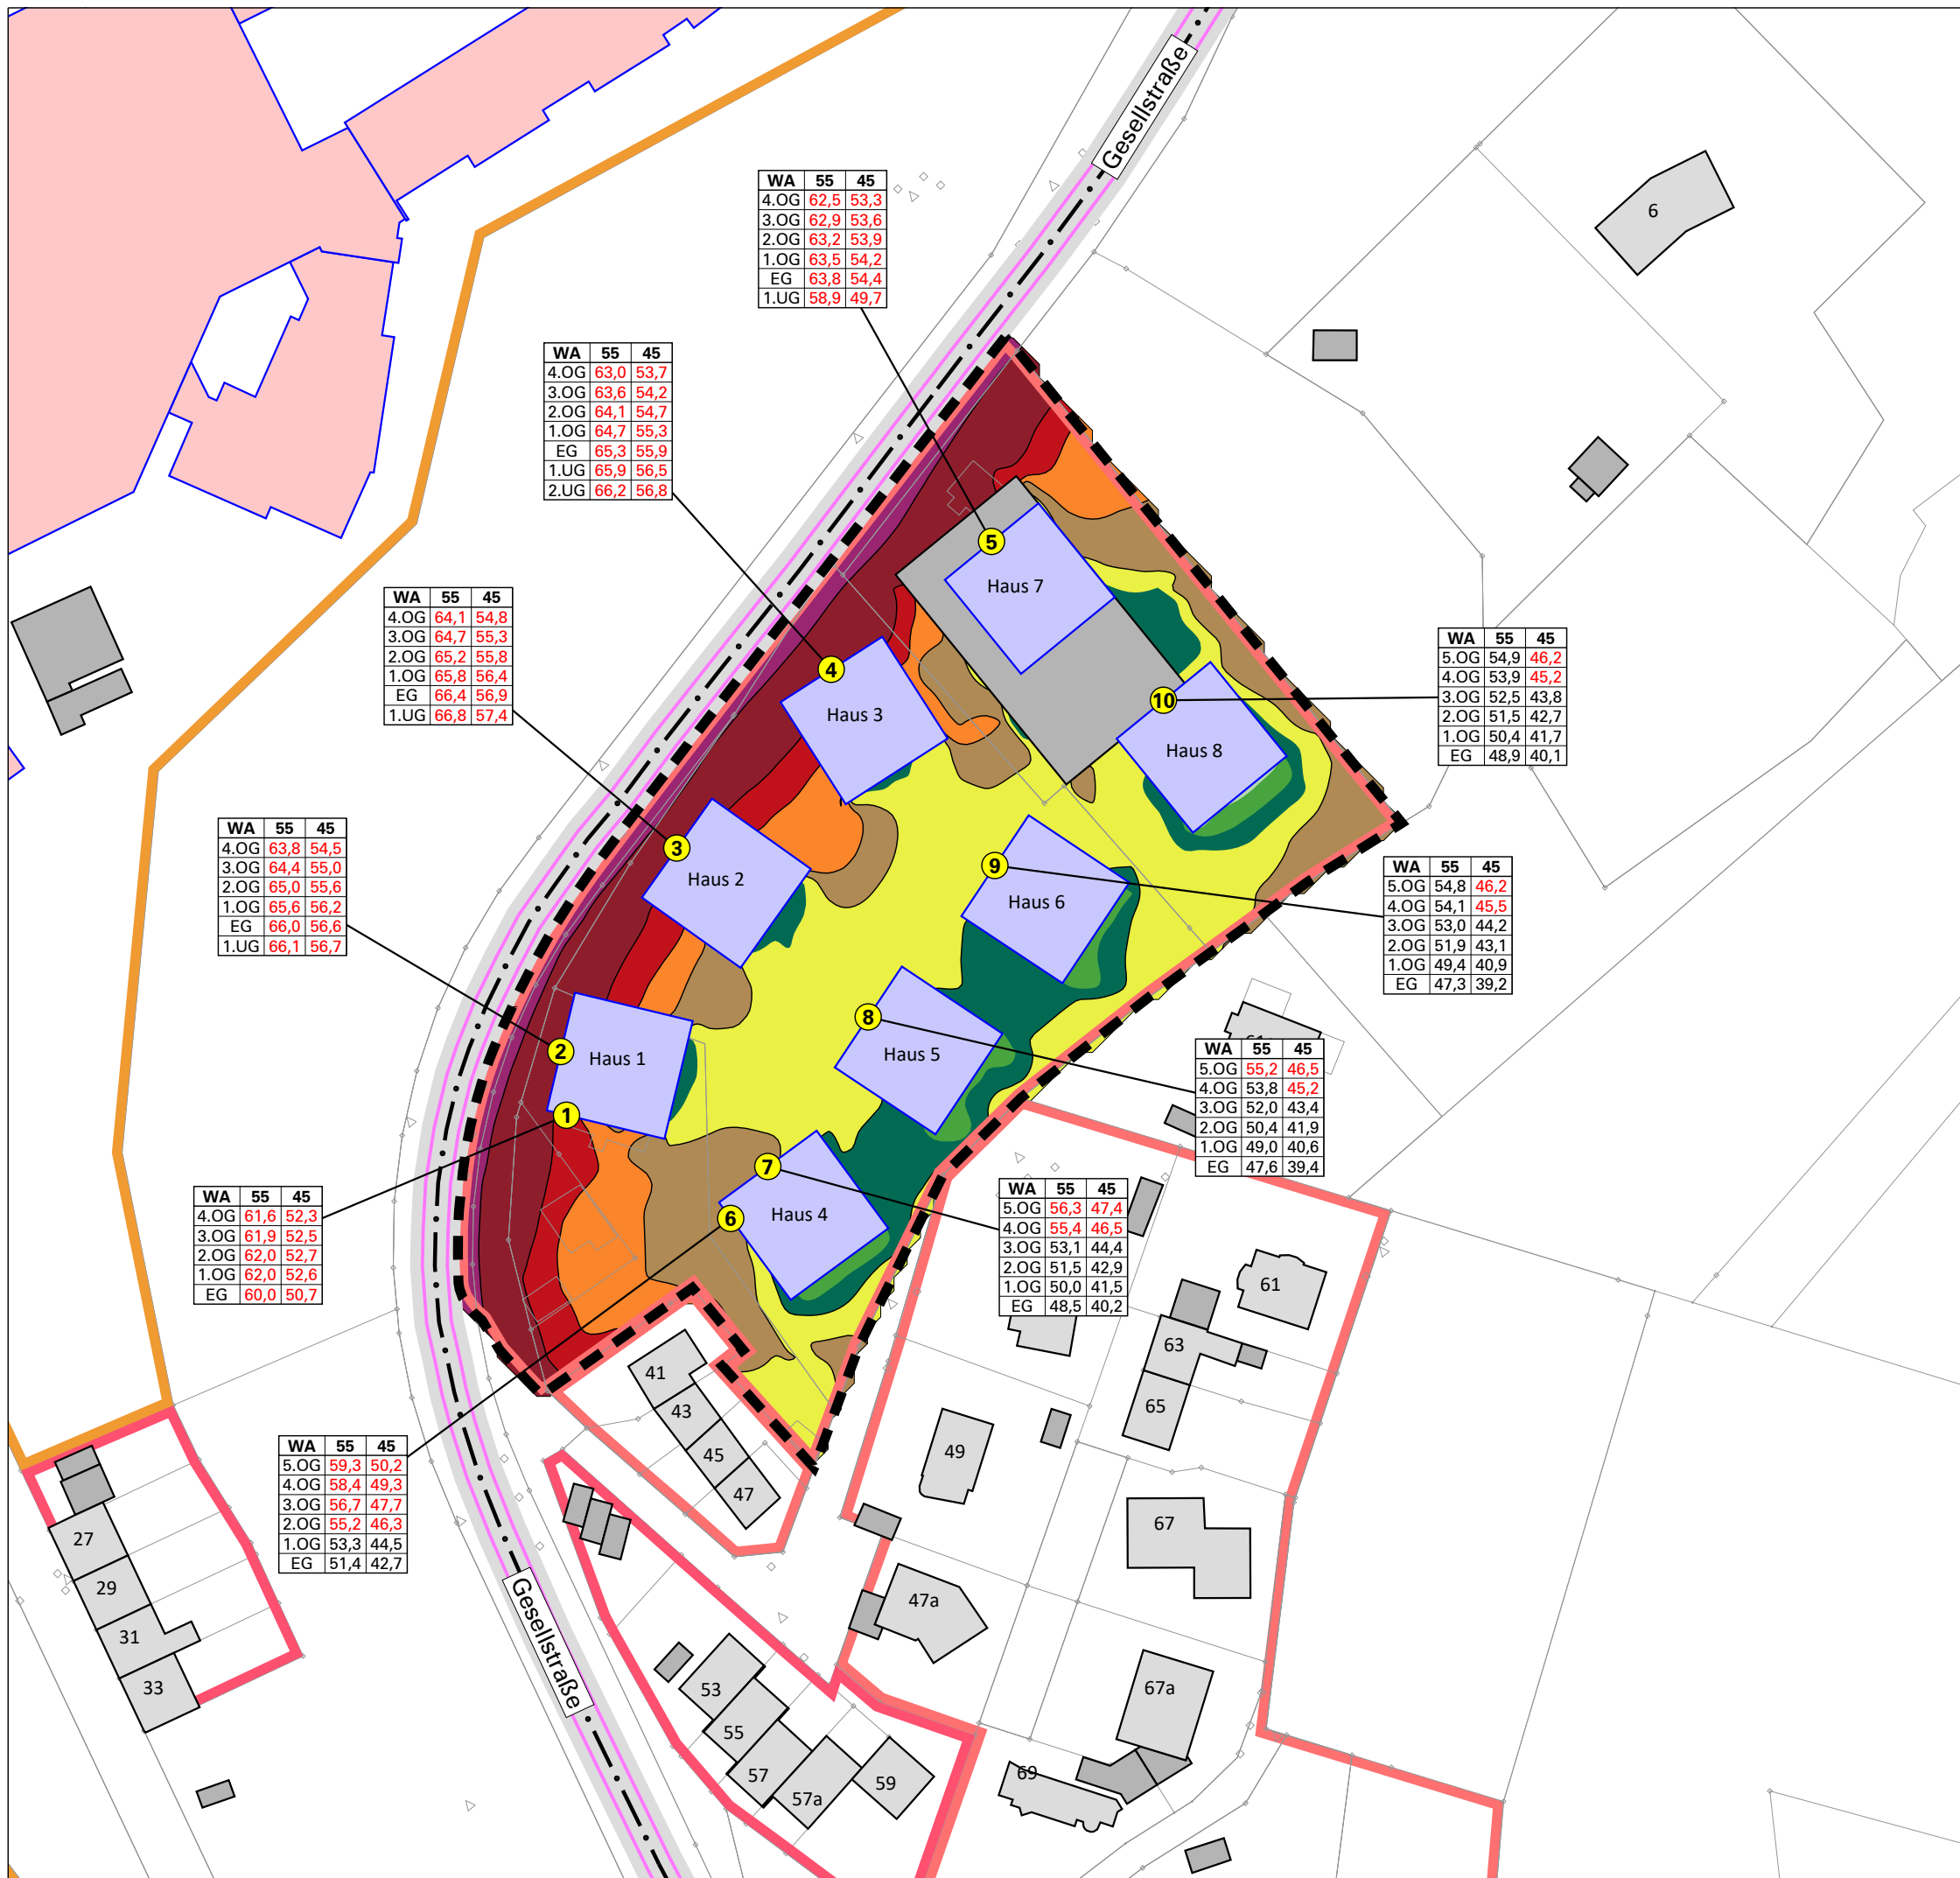 Gesellstraße
6
WA 55 45
4.OG 62,5 53,3
3.OG 62,9 53,6
2.OG 63,2 53,9
1.OG 63,5 54,2
EG 63,8 54,4
1.UG 58,9 49,7
WA 55 45
4.OG 63,0 53,7
3.OG 63,6 54,2
2.OG 64,1 54,7
1.OG 64,7 55,3
EG 65,3 55,9
1.UG 65,9 56,5
2.UG 66,2 56,8
5
Haus 7
WA 55 45
4.OG 64,1 54,8
3.OG 64,7 55,3
2.OG 65,2 55,8
1.OG 65,8 56,4
EG 66,4 56,9
1.UG 66,8 57,4
4
Haus 3
10
Haus 8
WA 55 45
5.OG 54,9 46,2
4.OG 53,9 45,2
3.OG 52,5 43,8
2.OG 51,5 42,7
1.OG 50,4 41,7
EG 48,9 40,1
WA 55 45
4.OG 63,8 54,5
3.OG 64,4 55,0
2.OG 65,0 55,6
1.OG 65,6 56,2
EG 66,0 56,6
1.UG 66,1 56,7
3
Haus 2
9
Haus 6
WA 55 45
5.OG 54,8 46,2
4.OG 54,1 45,5
3.OG 53,0 44,2
2.OG 51,9 43,1
1.OG 49,4 40,9
EG 47,3 39,2
2
Haus 1
8
Haus 5
WA 55 45
5.OG 55,2 46,5
4.OG 53,8 45,2
3.OG 52,0 43,4
2.OG 50,4 41,9
1.OG 49,0 40,6
EG 47,6 39,4
1
WA 55 45
4.OG 61,6 52,3
3.OG 61,9 52,5
2.OG 62,0 52,7
1.OG 62,0 52,6
EG 60,0 50,7
7
6
Haus 4
WA 55 45
5.OG 56,3 47,4
4.OG 55,4 46,5
3.OG 53,1 44,4
2.OG 51,5 42,9
1.OG 50,0 41,5
EG 48,5 40,2
61
63
65
41
43
45
47
49
WA 55 45
5.OG 59,3 50,2
4.OG 58,4 49,3
3.OG 56,7 47,7
2.OG 55,2 46,3
1.OG 53,3 44,5
EG 51,4 42,7
27
29
31
33
Gesellstraße
67
47a
67a
53
55
57
57a
59
69